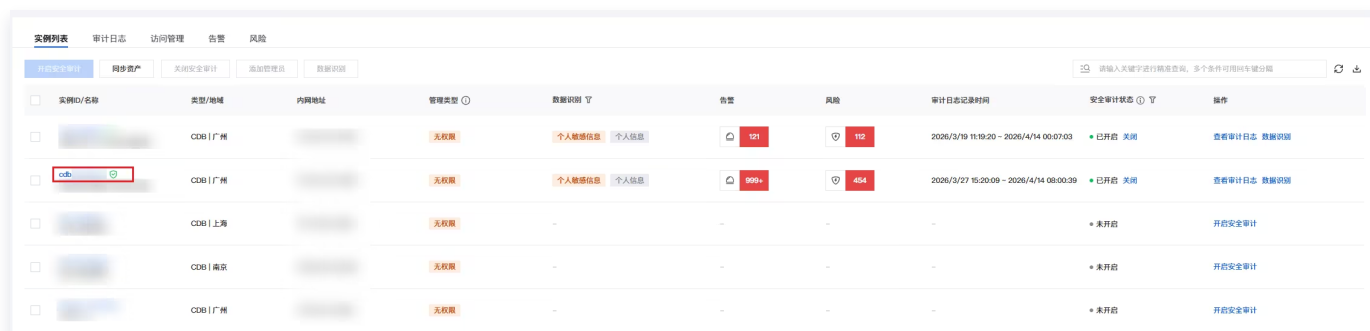 实例列表 审计日志 访问管理 告警 风险
开启安全审计 同步资产 关闭安全审计 添加管理员 数据识别 请输入关键字进行精准查询，多个条件可用回车键分隔
实例ID/名称 类型/地域 内网地址 管理类型 数据识别 告警 风险 审计日志记录时间 安全审计状态 操作
CDB | 广州 无权限 个人敏感信息 个人信息 121 112 2026/3/19 11:19:20 ~ 2026/4/14 00:07:03 已开启 关闭 查看审计日志 数据识别
cdb CDB | 广州 无权限 个人敏感信息 个人信息 999+ 454 2026/3/27 15:20:09 ~ 2026/4/14 08:00:39 已开启 关闭 查看审计日志 数据识别
CDB | 上海 无权限 - - - - 未开启 开启安全审计
CDB | 南京 无权限 - - - - 未开启 开启安全审计
CDB | 广州 无权限 - - - - 未开启 开启安全审计